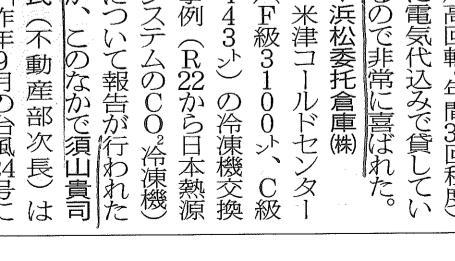 高回転・年間3回程度)
に電気代込みで貸してい
るので非常に喜ばれた。
浜松委托倉庫㈱
米津コールドセンター
(F級3100㌧、C級
443㌧)の冷凍機交換
事例(R22から日本熱源
システムのCO₂冷凍機)
について報告が行われた
が、このなかで須山貴司
氏(不動産部次長)は
昨年9月の台風24号に